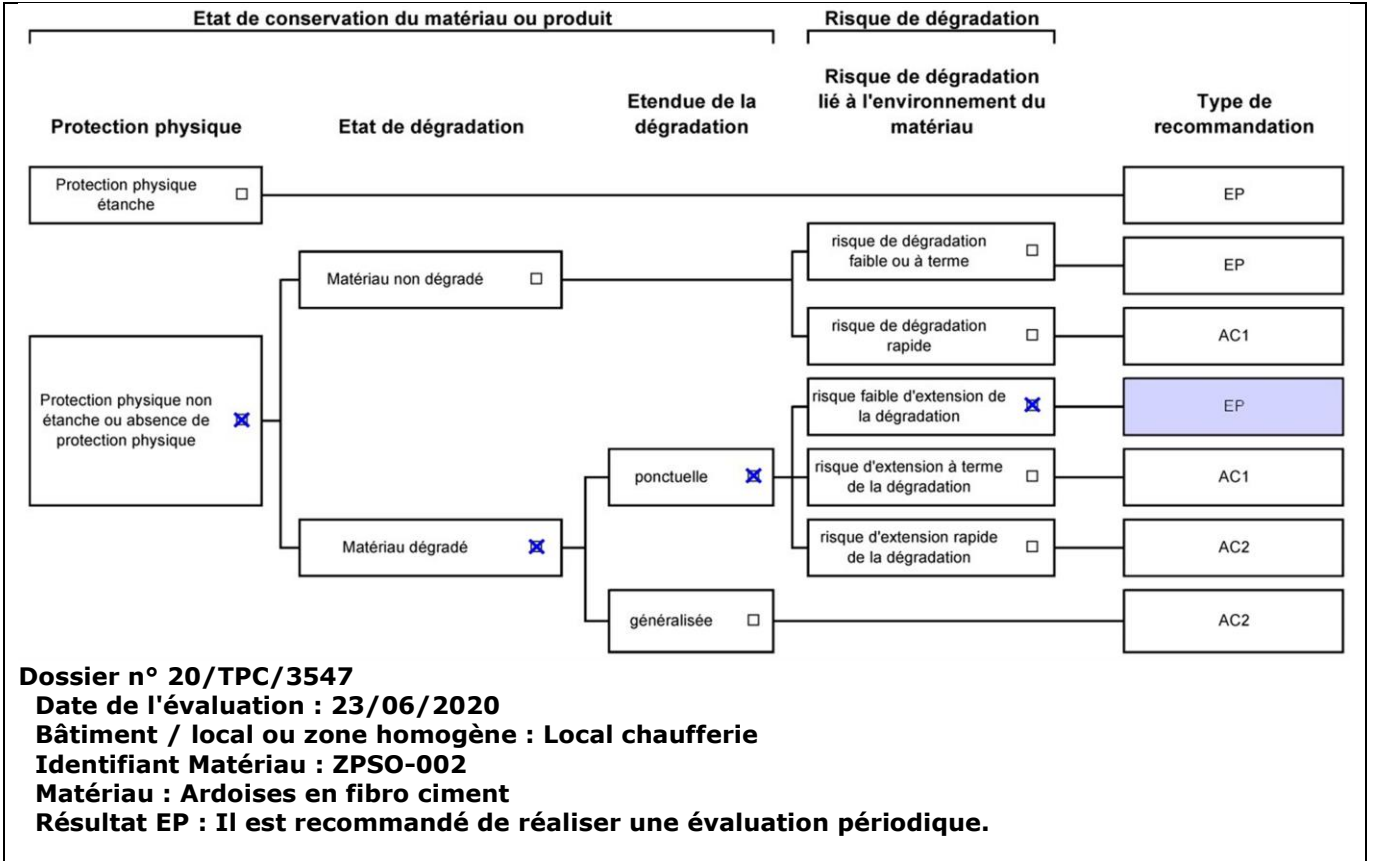 Etat de conservation du matériau ou produit
Risque de dégradation
Protection physique
Etat de dégradation
Etendue de la
dégradation
Risque de dégradation
lié à l'environnement du
matériau
Type de
recommandation
Protection physique
étanche
EP
risque de dégradation
faible ou à terme
EP
Matériau non dégradé
risque de dégradation
rapide
AC1
Protection physique non
étanche ou absence de
protection physique
risque faible d'extension de
la dégradation
EP
ponctuelle
risque d'extension à terme
de la dégradation
AC1
Matériau dégradé
risque d'extension rapide
de la dégradation
AC2
généralisée
AC2
Dossier n° 20/TPC/3547
Date de l'évaluation : 23/06/2020
Bâtiment / local ou zone homogène : Local chaufferie
Identifiant Matériau : ZPSO-002
Matériau : Ardoises en fibro ciment
Résultat EP : Il est recommandé de réaliser une évaluation périodique.